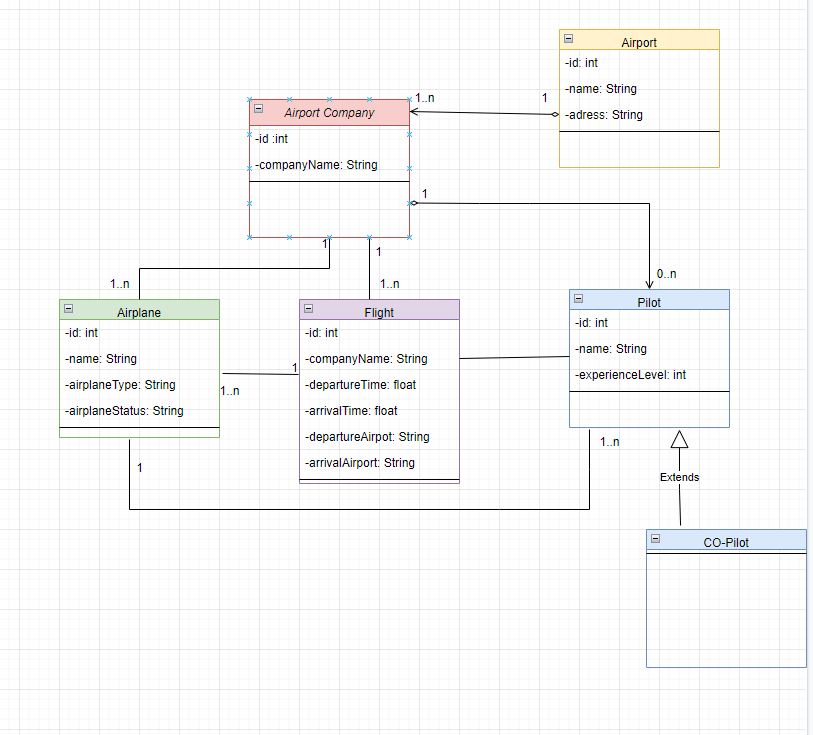 Airport
-id: int
-name: String
-adress: String
1
1..n
Airport Company
-id :int
-companyName: String
1
1
1
0..n
1..n
1..n
Airplane
-id: int
-name: String
-airplaneType: String
-airplaneStatus: String
1
1..n
Flight
-id: int
-companyName: String
-departureTime: float
-arrivalTime: float
-departureAirpot: String
-arrivalAirport: String
Pilot
-id: int
-name: String
-experienceLevel: int
1..n
1
Extends
CO-Pilot